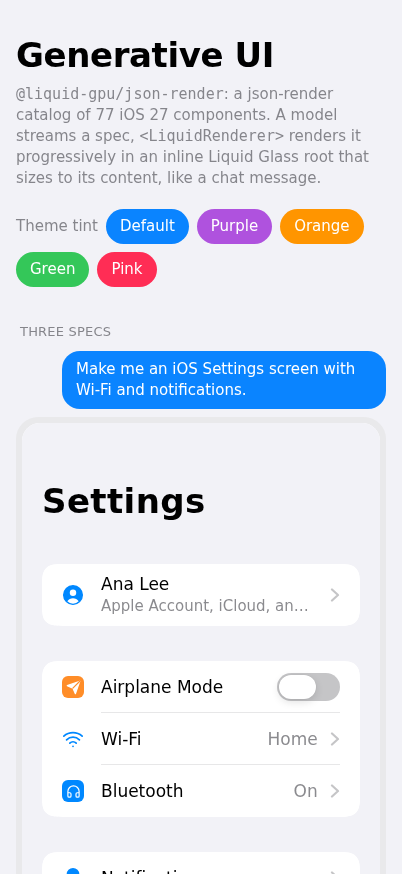 Generative UI
@liquid-gpu/json-render: a json-render
catalog of 77 iOS 27 components. A model
streams a spec, <LiquidRenderer> renders it
progressively in an inline Liquid Glass root that
sizes to its content, like a chat message.
Theme tint Default Purple Orange
Green Pink
THREE SPECS
Make me an iOS Settings screen with
Wi-Fi and notifications.
Settings
Ana Lee
Apple Account, iCloud, an…
Airplane Mode
Wi-Fi Home
Bluetooth On